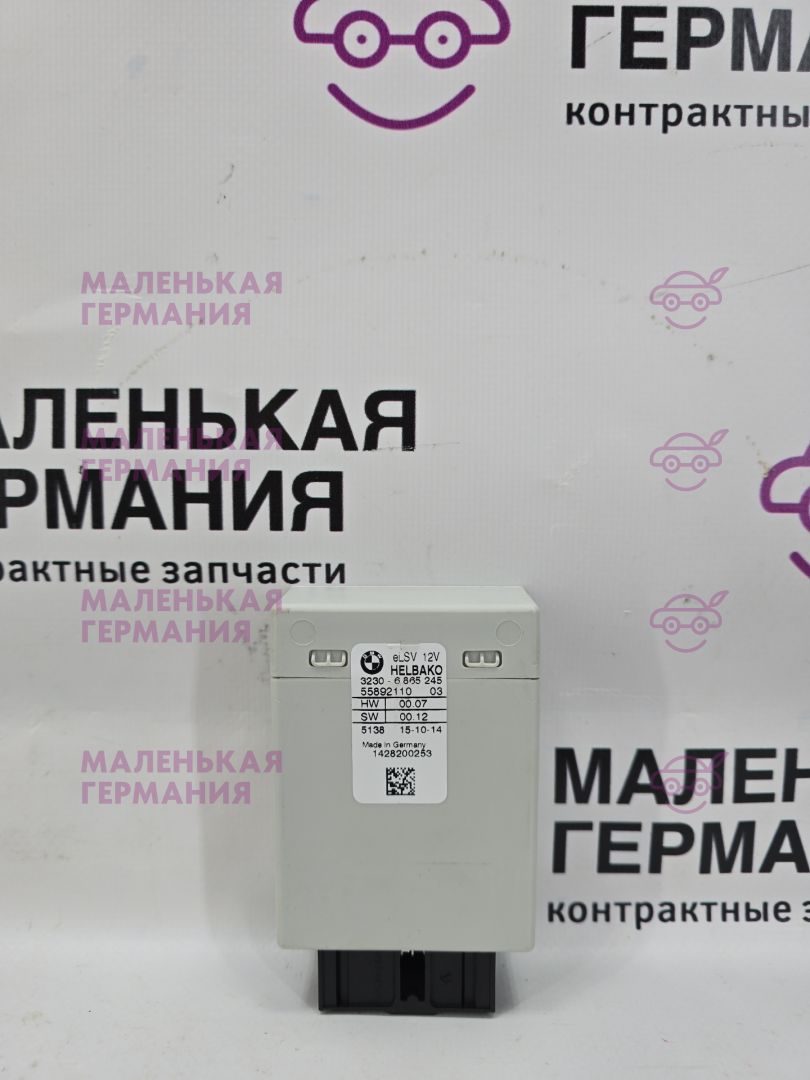 ГЕРМА
контрактны
МАЛЕНЬКАЯ
ГЕРМАНИЯ
АЛЕНЬКАЯ
РМАНИЯ
рактные запчасти
МАЛЕНЬКАЯ
ГЕРМАНИЯ
МАЛЕНЬКАЯ
ГЕРМАНИЯ
eLSV 12V
HELBAKO
3230 - 6 865 245
55892110 03
HW 00.07
SW 00.12
5138 15-10-14
Made in Germany
1428200253
МАЛЕНЬКАЯ
ГЕРМАНИЯ
МАЛЕН
ГЕРМА
контрактные з